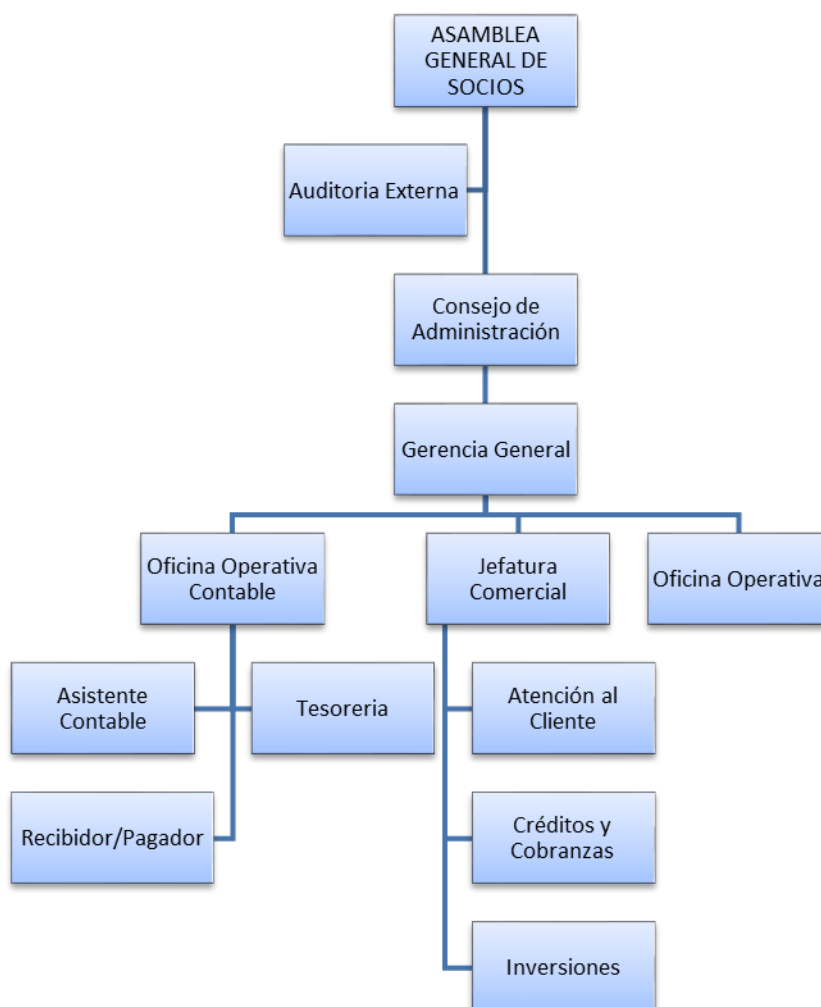 ASAMBLEA
GENERAL DE
SOCIOS
Auditoria Externa
Consejo de
Administración
Gerencia General
Oficina Operativa
Contable
Jefatura
Comercial
Oficina Operativa
Asistente
Contable
Tesoreria
Atención al
Cliente
Recibidor/Pagador
Créditos y
Cobranzas
Inversiones